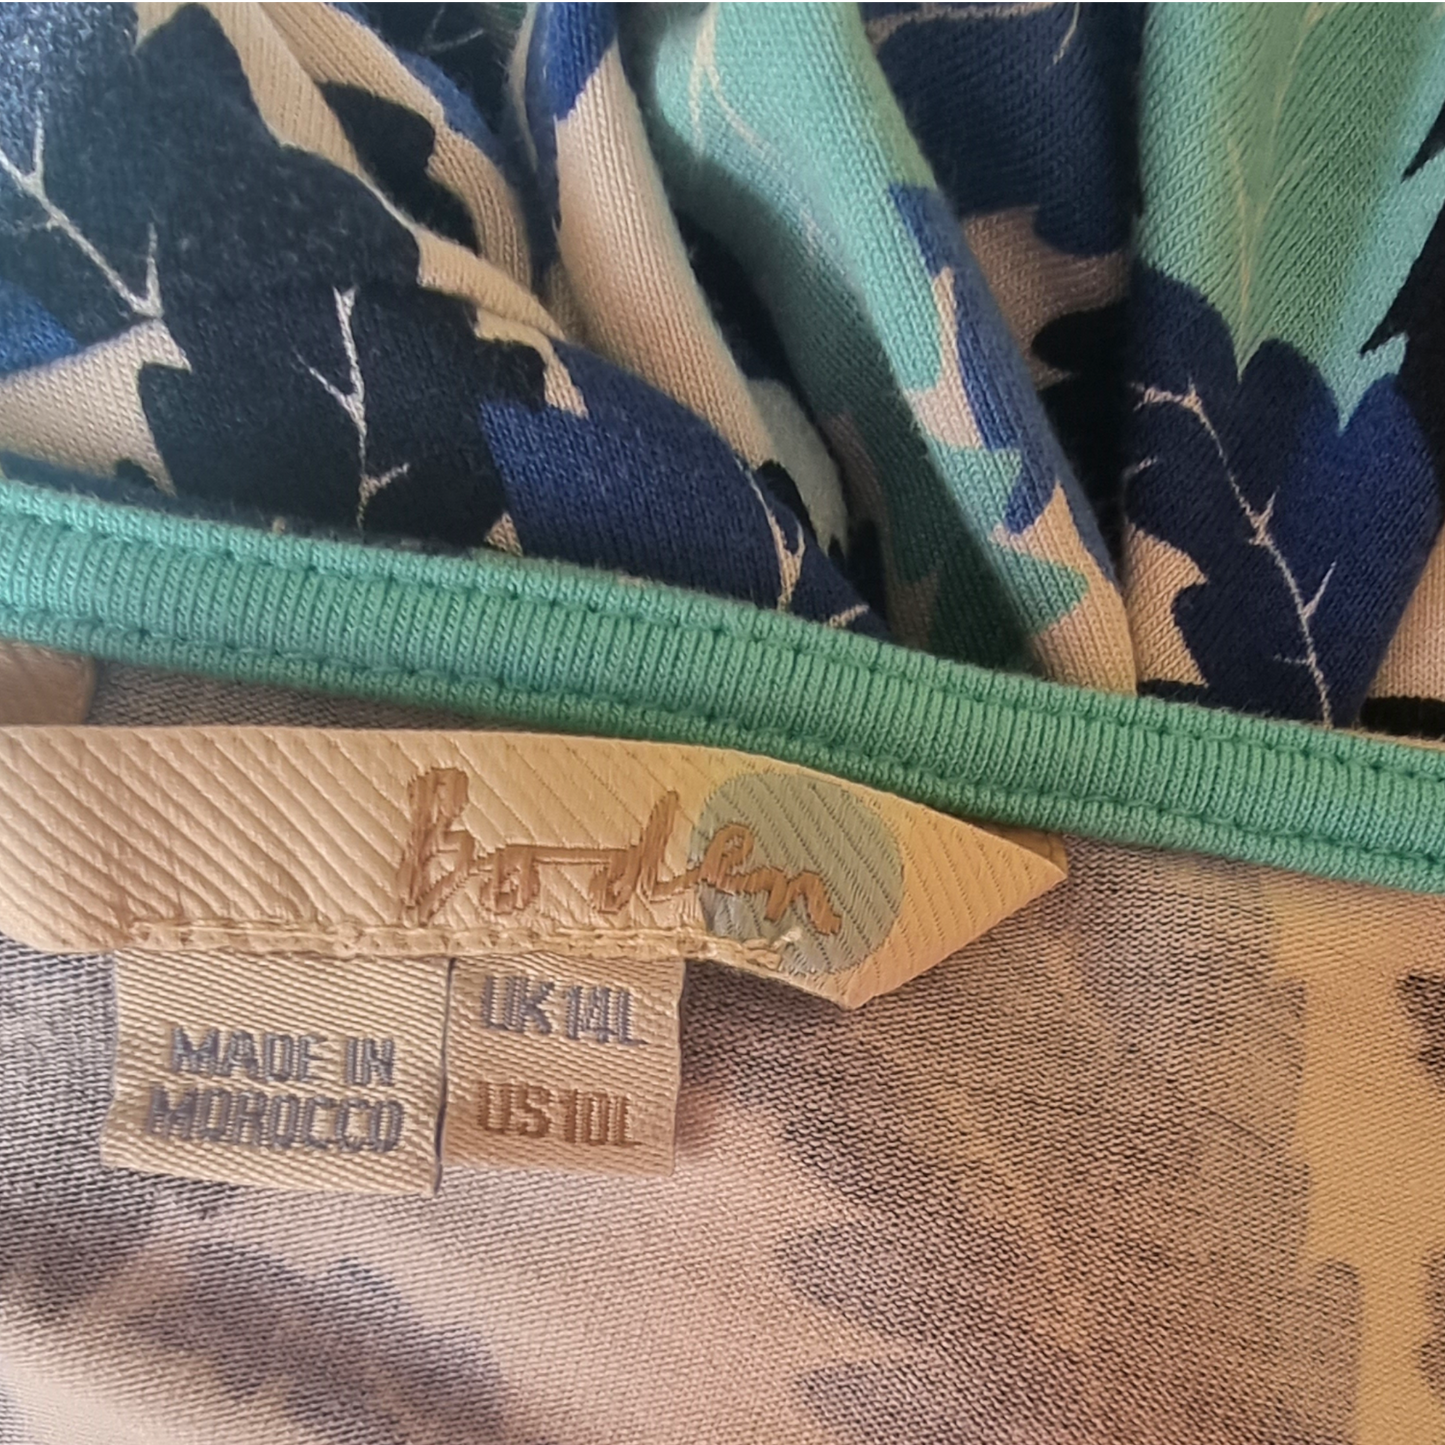 Boden
MADE IN
MOROCCO
UK 14L
US 10L